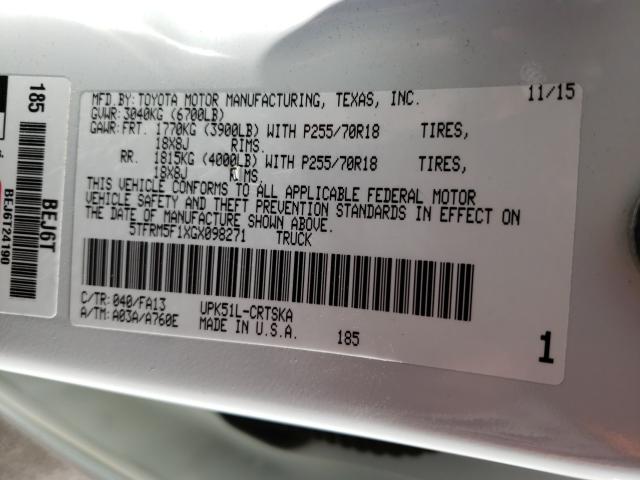 MFD.BY:TOYOTA MOTOR MANUFACTURING, TEXAS, INC. 11/15
GVWR:3040KG (6700LB)
GAWR:FRT. 1770KG (3900LB) WITH P255/70R18 TIRES,
18X8J RIMS.
RR. 1815KG (4000LB) WITH P255/70R18 TIRES,
18X8J RIMS.
THIS VEHICLE CONFORMS TO ALL APPLICABLE FEDERAL MOTOR
VEHICLE SAFETY AND THEFT PREVENTION STANDARDS IN EFFECT ON
THE DATE OF MANUFACTURE SHOWN ABOVE.
5TFRM5F1XGX098271 TRUCK
C/TR:040/FA13 UPK51L-CRTSKA
A/TM:A03A/A760E MADE IN U.S.A. 185
1
185
BEJ6T
BEJ6124190